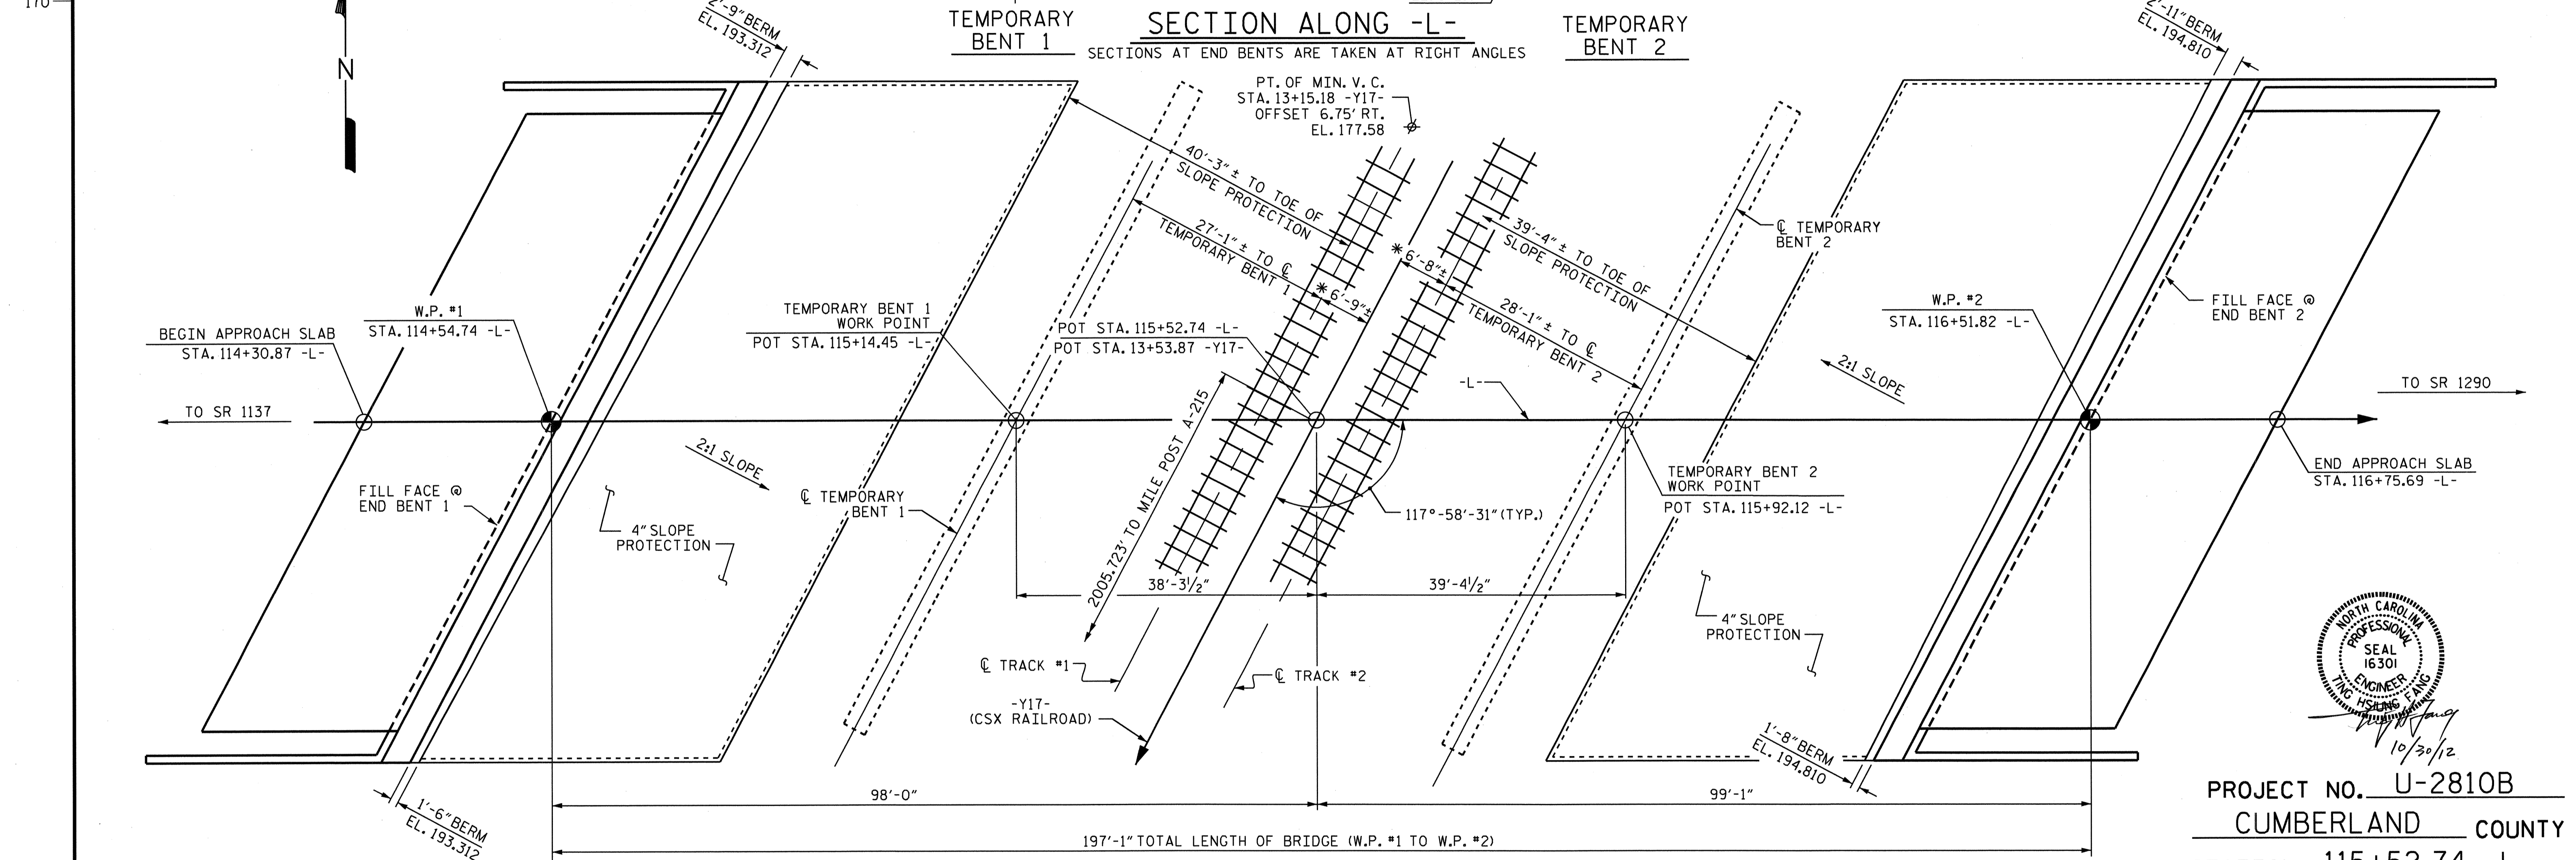 170
TEMPORARY
BENT 1
SECTION ALONG -L-
SECTIONS AT END BENTS ARE TAKEN AT RIGHT ANGLES
TEMPORARY
BENT 2
2'-9" BERM
EL. 193.312
2'-11" BERM
EL. 194.810
N
PT. OF MIN. V. C.
STA. 13+15.18 -Y17-
OFFSET 6.75' RT.
EL. 177.58
40'-3"± TO TOE OF
SLOPE PROTECTION
27'-1"± TO ℄
TEMPORARY BENT 1
*6'-9"±
*6'-8"±
39'-4"± TO TOE OF
SLOPE PROTECTION
28'-1"± TO ℄
TEMPORARY BENT 2
℄ TEMPORARY
BENT 2
FILL FACE @
END BENT 2
BEGIN APPROACH SLAB
STA. 114+30.87 -L-
W.P. #1
STA. 114+54.74 -L-
TEMPORARY BENT 1
WORK POINT
POT STA. 115+14.45 -L-
POT STA. 115+52.74 -L-
POT STA. 13+53.87 -Y17-
W.P. #2
STA. 116+51.82 -L-
-L-
2:1 SLOPE
TO SR 1137
TO SR 1290
2:1 SLOPE
FILL FACE @
END BENT 1
4" SLOPE
PROTECTION
℄ TEMPORARY
BENT 1
2005.723' TO MILE POST A-215
117°-58'-31" (TYP.)
TEMPORARY BENT 2
WORK POINT
POT STA. 115+92.12 -L-
END APPROACH SLAB
STA. 116+75.69 -L-
38'-3 1/2"
39'-4 1/2"
4" SLOPE
PROTECTION
℄ TRACK #1
℄ TRACK #2
-Y17-
(CSX RAILROAD)
NORTH CAROLINA
PROFESSIONAL
SEAL
16301
ENGINEER
TING HSIUNG FANG
10/30/12
1'-8" BERM
EL. 194.810
1'-6" BERM
EL. 193.312
98'-0"
99'-1"
197'-1" TOTAL LENGTH OF BRIDGE (W.P. #1 TO W.P. #2)
PROJECT NO. U-2810B
CUMBERLAND COUNTY
115+52.74 -L-